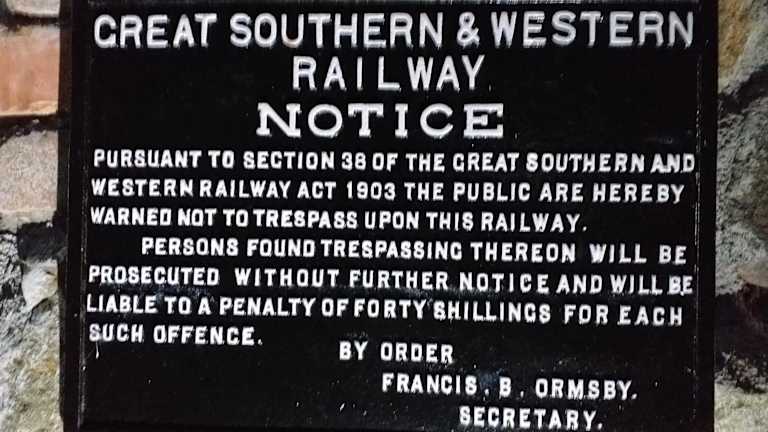 GREAT SOUTHERN & WESTERN
RAILWAY
NOTICE
PURSUANT TO SECTION 38 OF THE GREAT SOUTHERN AND
WESTERN RAILWAY ACT 1903 THE PUBLIC ARE HEREBY
WARNED NOT TO TRESPASS UPON THIS RAILWAY.
PERSONS FOUND TRESPASSING THEREON WILL BE
PROSECUTED WITHOUT FURTHER NOTICE AND WILL BE
LIABLE TO A PENALTY OF FORTY SHILLINGS FOR EACH
SUCH OFFENCE.
BY ORDER
FRANCIS. B. ORMSBY.
SECRETARY.